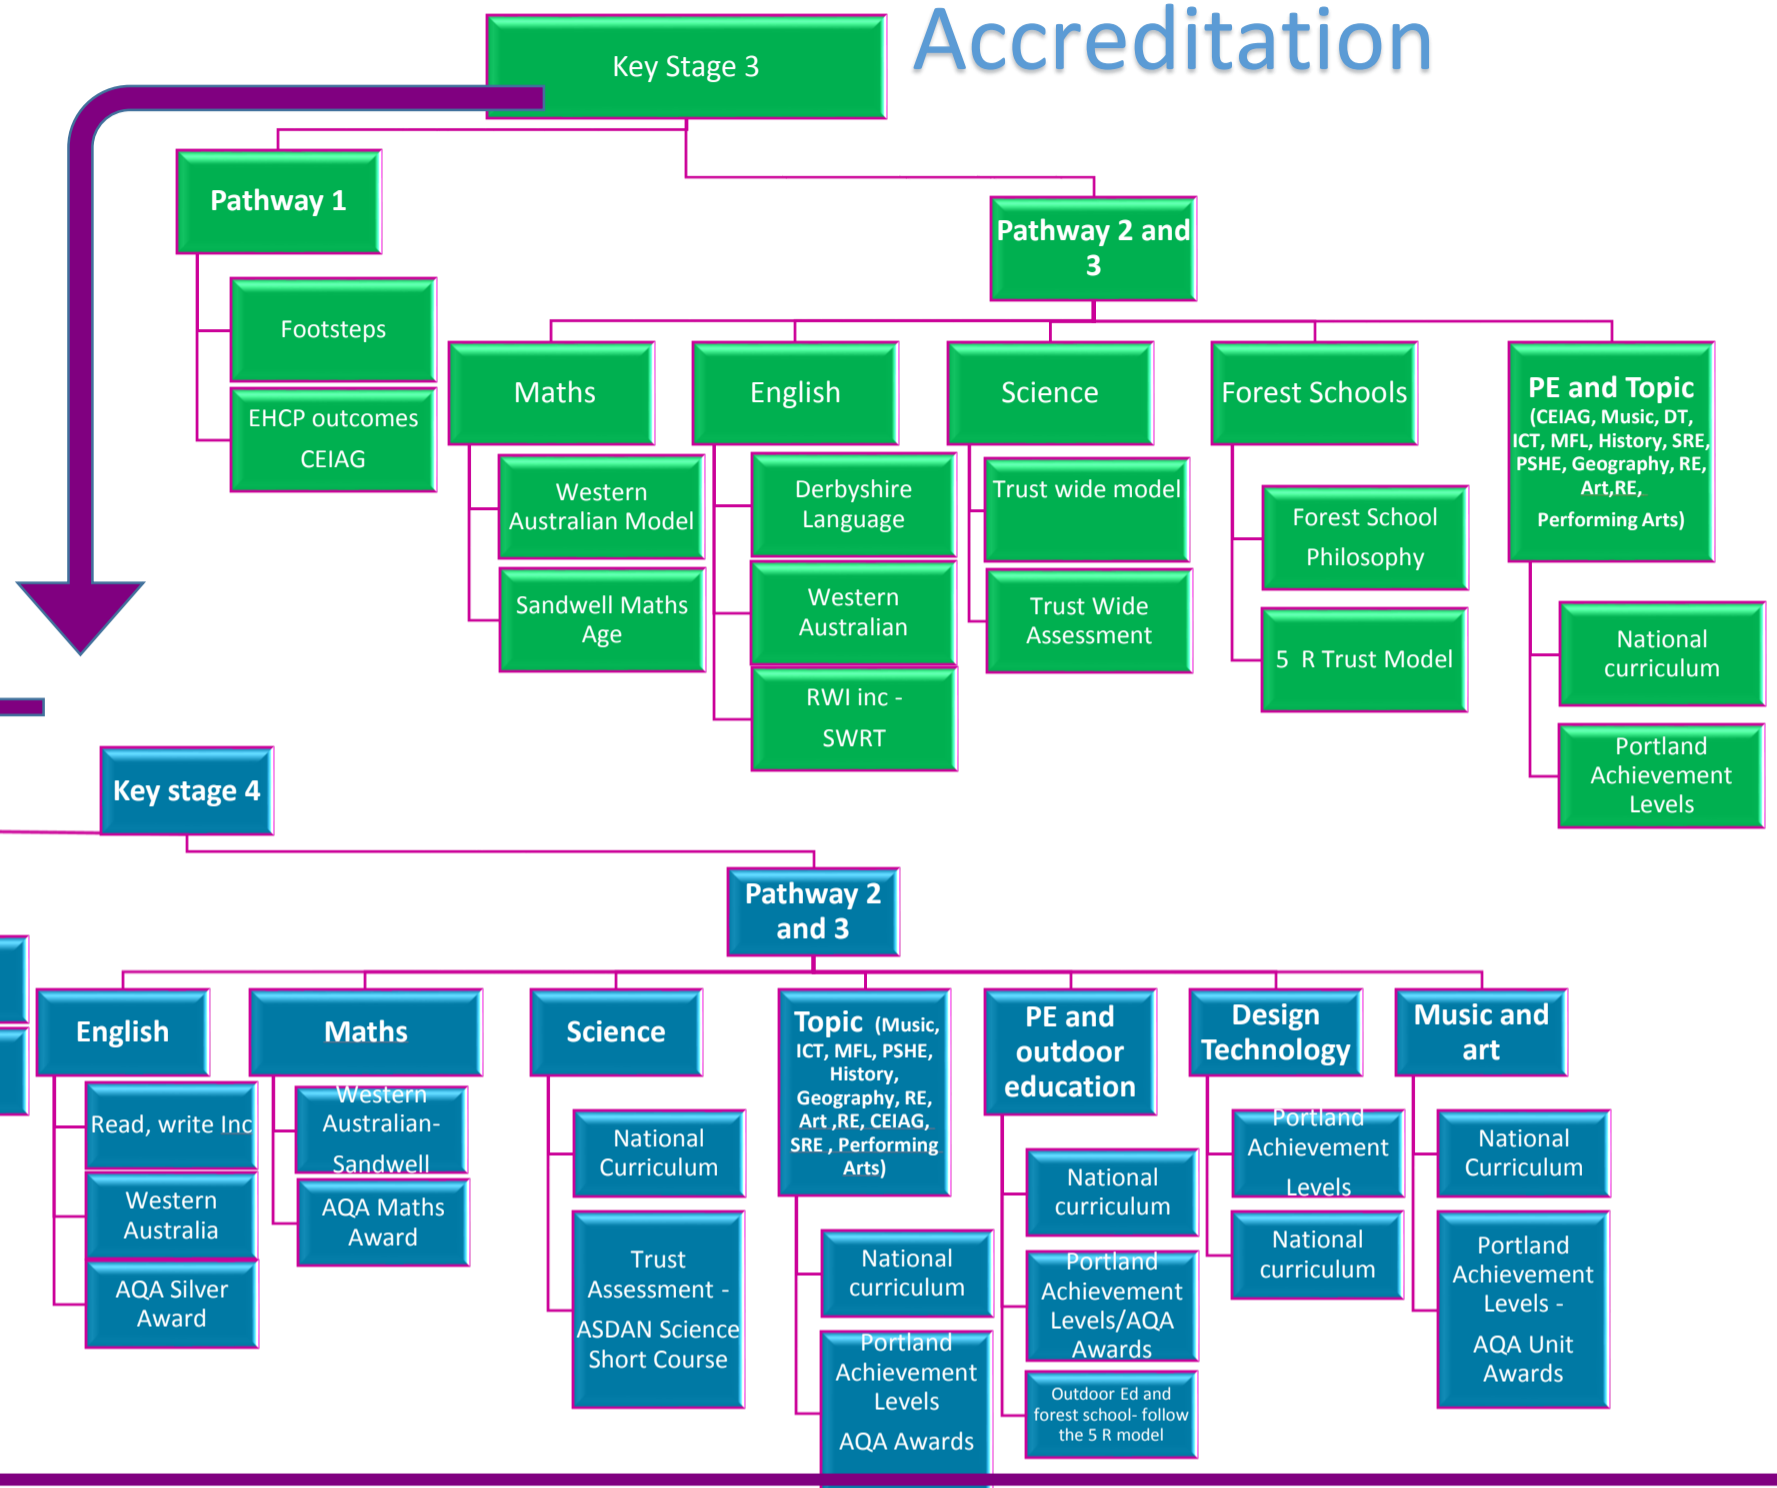 Accreditation
Key Stage 3
Pathway 1
Footsteps
EHCP outcomes
CEIAG
Pathway 2 and
3
Maths
Western
Australian Model
Sandwell Maths
Age
English
Derbyshire
Language
Western
Australian
RWI inc -
SWRT
Science
Trust wide model
Trust Wide
Assessment
Forest Schools
Forest School
Philosophy
5 R Trust Model
PE and Topic
(CEIAG, Music, DT,
ICT, MFL, History, SRE,
PSHE, Geography, RE,
Art,RE,
Performing Arts)
National
curriculum
Portland
Achievement
Levels
Key stage 4
Pathway 2
and 3
English
Read, write Inc
Western
Australia
AQA Silver
Award
Maths
Western
Australian-
Sandwell
AQA Maths
Award
Science
National
Curriculum
Trust
Assessment -
ASDAN Science
Short Course
Topic (Music,
ICT, MFL, PSHE,
History,
Geography, RE,
Art ,RE, CEIAG,
SRE , Performing
Arts)
National
curriculum
Portland
Achievement
Levels
AQA Awards
PE and
outdoor
education
National
curriculum
Portland
Achievement
Levels/AQA
Awards
Outdoor Ed and
forest school- follow
the 5 R model
Design
Technology
Portland
Achievement
Levels
National
curriculum
Music and
art
National
Curriculum
Portland
Achievement
Levels -
AQA Unit
Awards